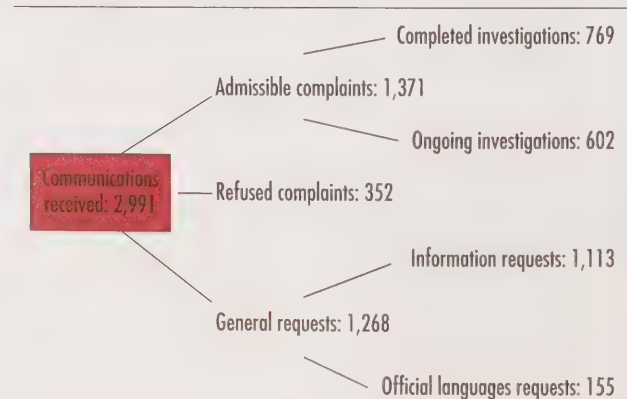 Completed investigations: 769
Admissible complaints: 1,371
Ongoing investigations: 602
Communications
received: 2,991
Refused complaints: 352
Information requests: 1,113
General requests: 1,268
Official languages requests: 155